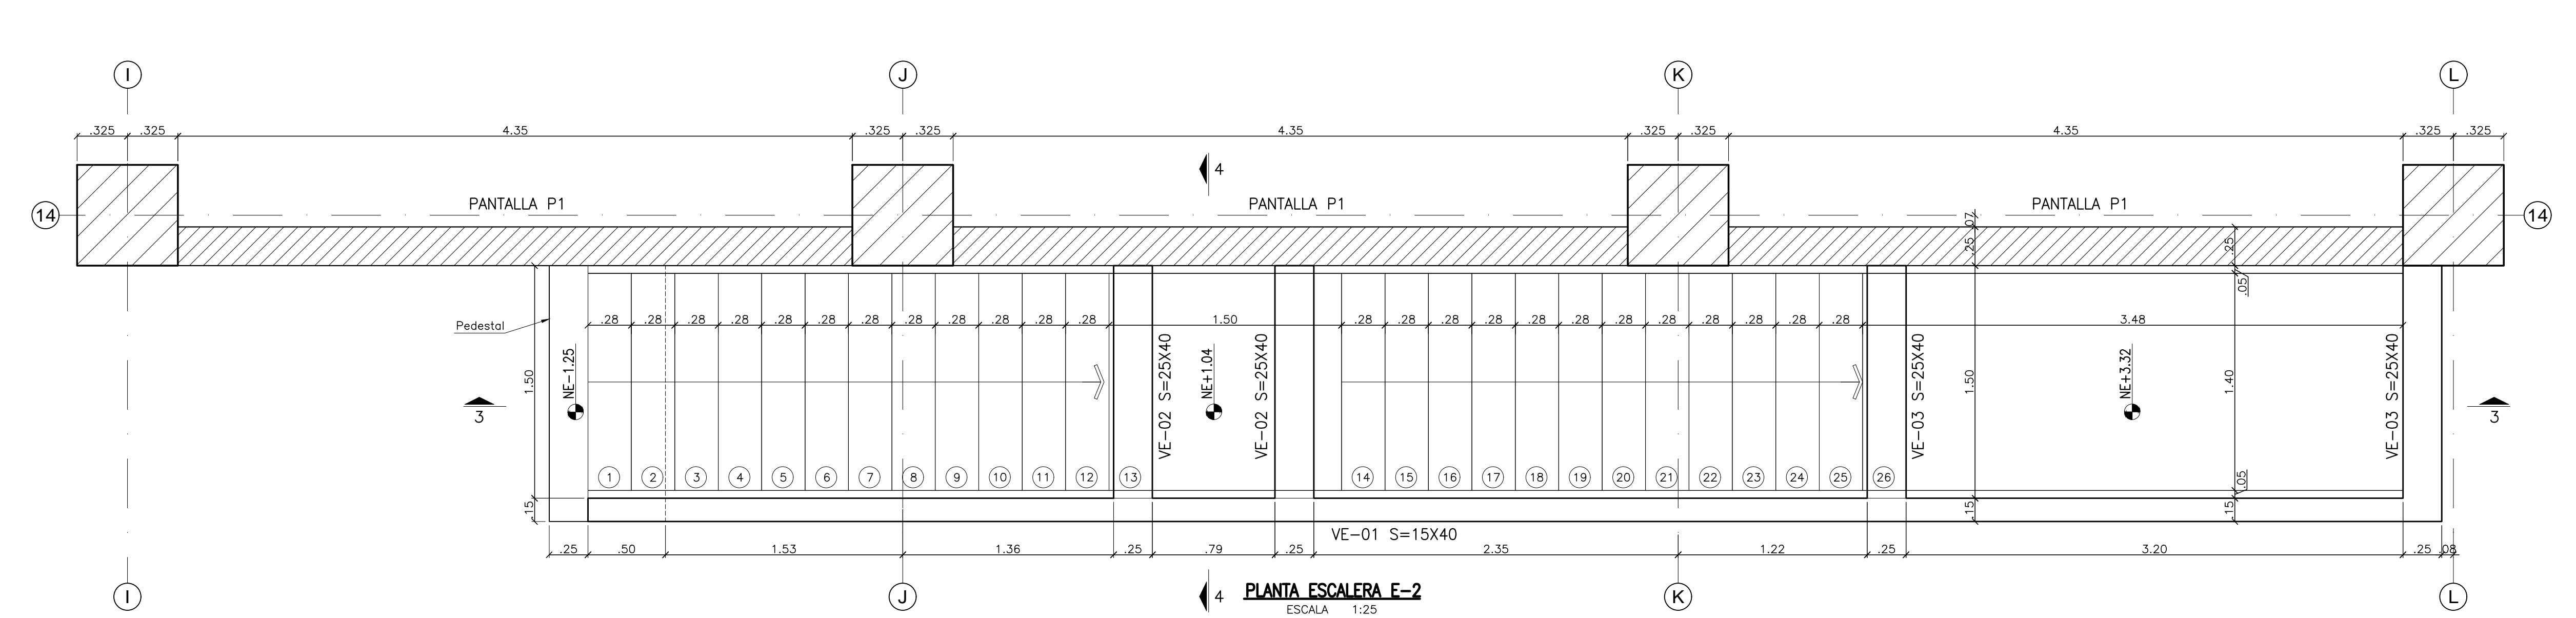 I J K L
.325 .325 4.35 .325 .325 4.35 .325 .325 4.35 .325 .325
4
14 PANTALLA P1 PANTALLA P1 PANTALLA P1 14
.07
.25 .25
.05
Pedestal
.28 .28 .28 .28 .28 .28 .28 .28 .28 .28 .28 .28 1.50 .28 .28 .28 .28 .28 .28 .28 .28 .28 .28 .28 .28 3.48
1.50 NE-1.25 VE-02 S=25X40 NE+1.04 VE-02 S=25X40 VE-03 S=25X40 1.50 NE+3.32 1.40 VE-03 S=25X40
3 3
1 2 3 4 5 6 7 8 9 10 11 12 13 14 15 16 17 18 19 20 21 22 23 24 25 26
.05
.15 .15 .15
VE-01 S=15X40
.25 .50 1.53 1.36 .25 .79 .25 2.35 1.22 .25 3.20 .25 .08
I J 4 K L
PLANTA ESCALERA E-2
ESCALA 1:25